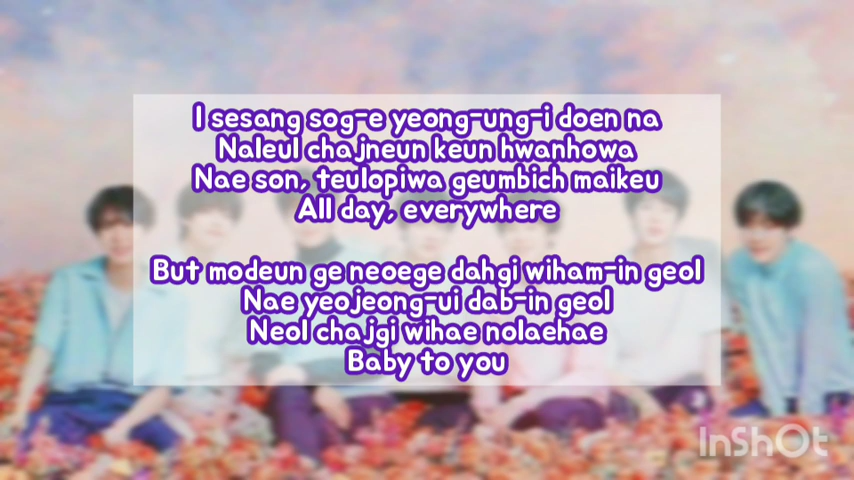 I sesang sog-e yeong-ung-i doen na
Naleul chajneun keun hwanhowa
Nae son, teulopiwa geumbich maikeu
All day, everywhere
But modeun ge neoege dahgi wiham-in geol
Nae yeojeong-ui dab-in geol
Neol chajgi wihae nolaehae
Baby to you
InShOt